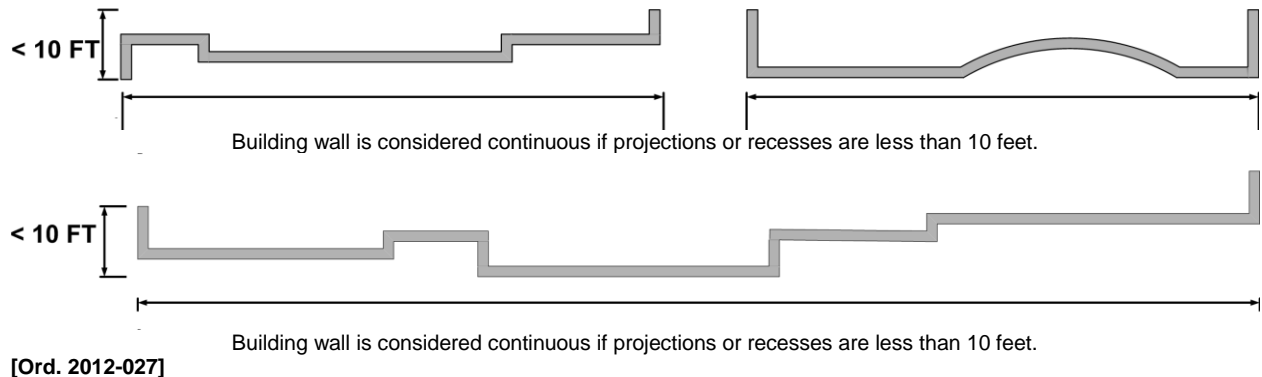 < 10 FT
Building wall is considered continuous if projections or recesses are less than 10 feet.
< 10 FT
Building wall is considered continuous if projections or recesses are less than 10 feet.
[Ord. 2012-027]